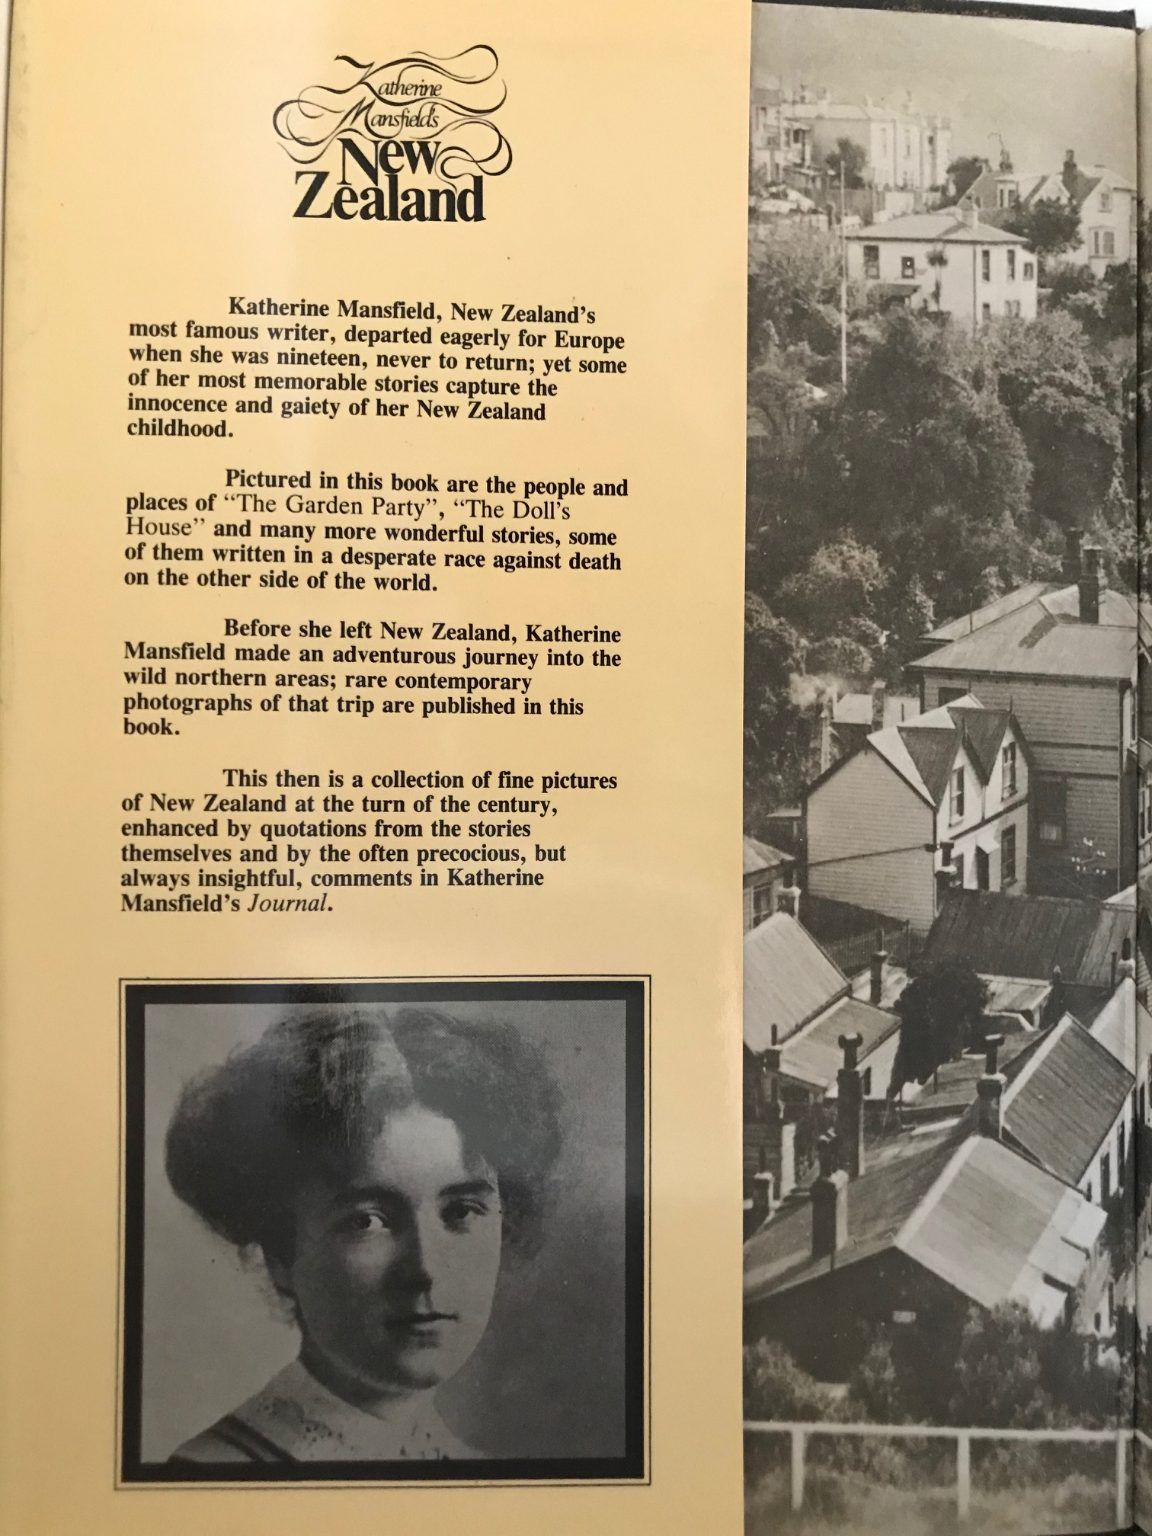 Katherine
Mansfield's
New
Zealand
Katherine Mansfield, New Zealand's
most famous writer, departed eagerly for Europe
when she was nineteen, never to return; yet some
of her most memorable stories capture the
innocence and gaiety of her New Zealand
childhood.
Pictured in this book are the people and
places of “The Garden Party”, “The Doll's
House” and many more wonderful stories, some
of them written in a desperate race against death
on the other side of the world.
Before she left New Zealand, Katherine
Mansfield made an adventurous journey into the
wild northern areas; rare contemporary
photographs of that trip are published in this
book.
This then is a collection of fine pictures
of New Zealand at the turn of the century,
enhanced by quotations from the stories
themselves and by the often precocious, but
always insightful, comments in Katherine
Mansfield's Journal.